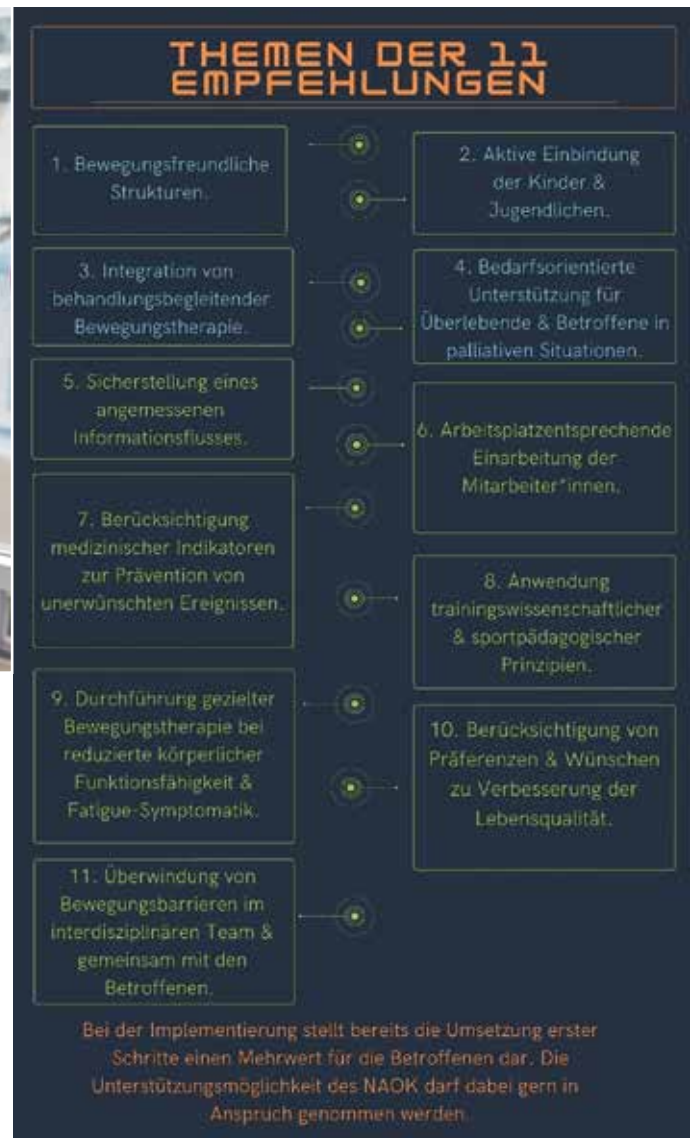 THEMEN DER 11
EMPFEHLUNGEN
1. Bewegungsfreundliche
Strukturen.
2. Aktive Einbindung
der Kinder &
Jugendlichen.
3. Integration von
behandlungsbegleitender
Bewegungstherapie.
4. Bedarfsorientierte
Unterstützung für
Überlebende & Betroffene in
palliativen Situationen.
5. Sicherstellung eines
angemessenen
Informationsflusses.
6. Arbeitsplatzentsprechende
Einarbeitung der
Mitarbeiter*innen.
7. Berücksichtigung
medizinischer Indikatoren
zur Prävention von
unerwünschten Ereignissen.
8. Anwendung
trainingswissenschaftlicher
& sportpädagogischer
Prinzipien.
9. Durchführung gezielter
Bewegungstherapie bei
reduzierte körperlicher
Funktionsfähigkeit &
Fatigue-Symptomatik.
10. Berücksichtigung von
Präferenzen & Wünschen
zu Verbesserung der
Lebensqualität.
11. Überwindung von
Bewegungsbarrieren im
interdisziplinären Team &
gemeinsam mit den
Betroffenen.
Bei der Implementierung stellt bereits die Umsetzung erster
Schritte einen Mehrwert für die Betroffenen dar. Die
Unterstützungsmöglichkeit des NAOK darf dabei gern in
Anspruch genommen werden.